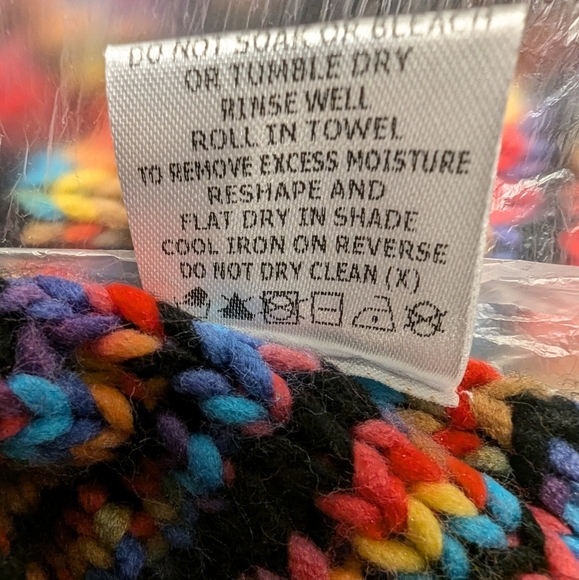 DO NOT SOAK OR BLEACH
OR TUMBLE DRY
RINSE WELL
ROLL IN TOWEL
TO REMOVE EXCESS MOISTURE
RESHAPE AND
FLAT DRY IN SHADE
COOL IRON ON REVERSE
DO NOT DRY CLEAN (X)